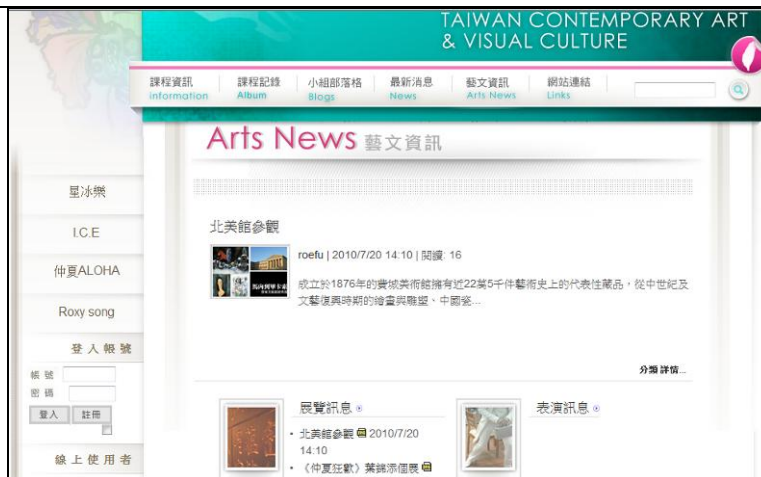 TAIWAN CONTEMPORARY ART
& VISUAL CULTURE
課程資訊 課程記錄 小組部落格 最新消息 藝文資訊 網站連結
information Album Blogs News Arts News Links
Arts News 藝文資訊
星冰樂
I.C.E
仲夏ALOHA
Roxy song
登入帳號
帳號
密碼
登入 註冊
線上使用者
北美館參觀
roefu | 2010/7/20 14:10 | 閱讀: 16
成立於1876年的費城美術館擁有近22萬5千件藝術史上的代表性藏品，從中世紀及
文藝復興時期的繪畫與雕塑、中國瓷...
分類 詳情...
展覽訊息
北美館參觀 2010/7/20
14:10
《仲夏狂歡》葉錦添個展
表演訊息